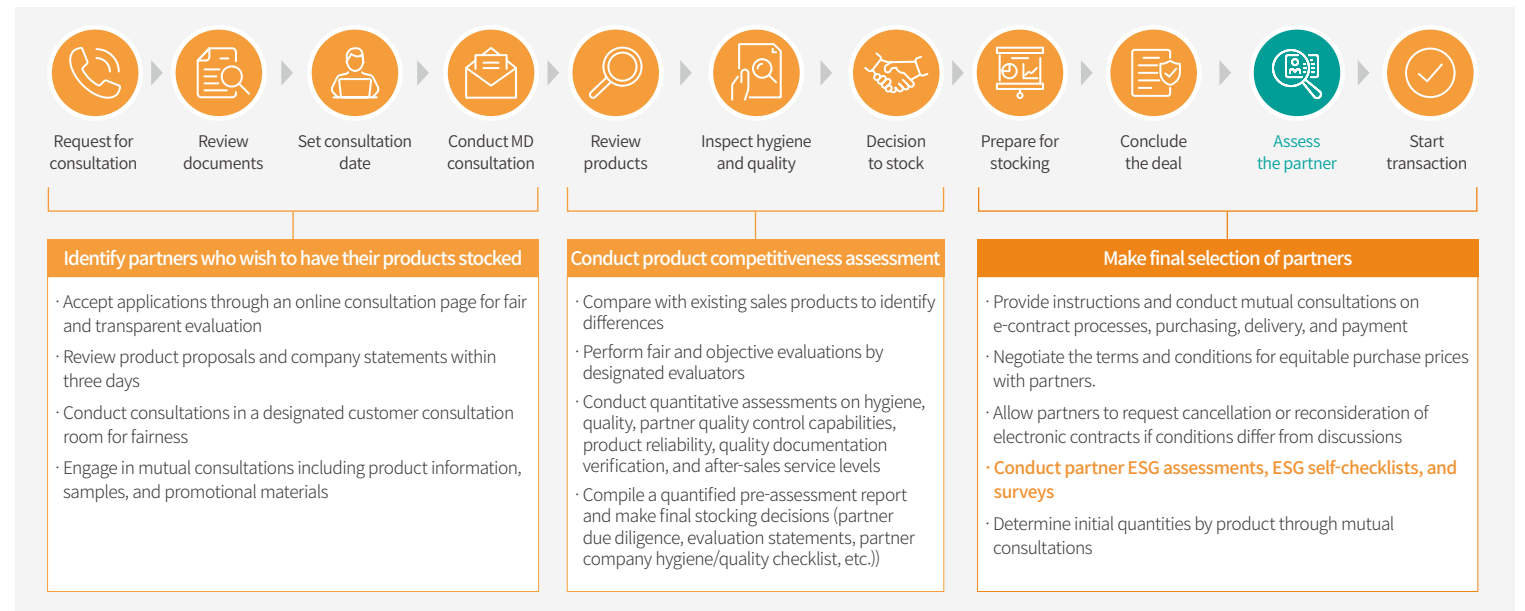 Request for
consultation
Review
documents
Set consultation
date
Conduct MD
consultation
Review
products
Inspect hygiene
and quality
Decision
to stock
Prepare for
stocking
Conclude
the deal
Assess
the partner
Start
transaction
Identify partners who wish to have their products stocked
· Accept applications through an online consultation page for fair
and transparent evaluation
· Review product proposals and company statements within
three days
· Conduct consultations in a designated customer consultation
room for fairness
· Engage in mutual consultations including product information,
samples, and promotional materials
Conduct product competitiveness assessment
· Compare with existing sales products to identify
differences
· Perform fair and objective evaluations by
designated evaluators
· Conduct quantitative assessments on hygiene,
quality, partner quality control capabilities,
product reliability, quality documentation
verification, and after-sales service levels
· Compile a quantified pre-assessment report
and make final stocking decisions (partner
due diligence, evaluation statements, partner
company hygiene/quality checklist, etc.))
Make final selection of partners
· Provide instructions and conduct mutual consultations on
e-contract processes, purchasing, delivery, and payment
· Negotiate the terms and conditions for equitable purchase prices
with partners.
· Allow partners to request cancellation or reconsideration of
electronic contracts if conditions differ from discussions
· Conduct partner ESG assessments, ESG self-checklists, and
surveys
· Determine initial quantities by product through mutual
consultations